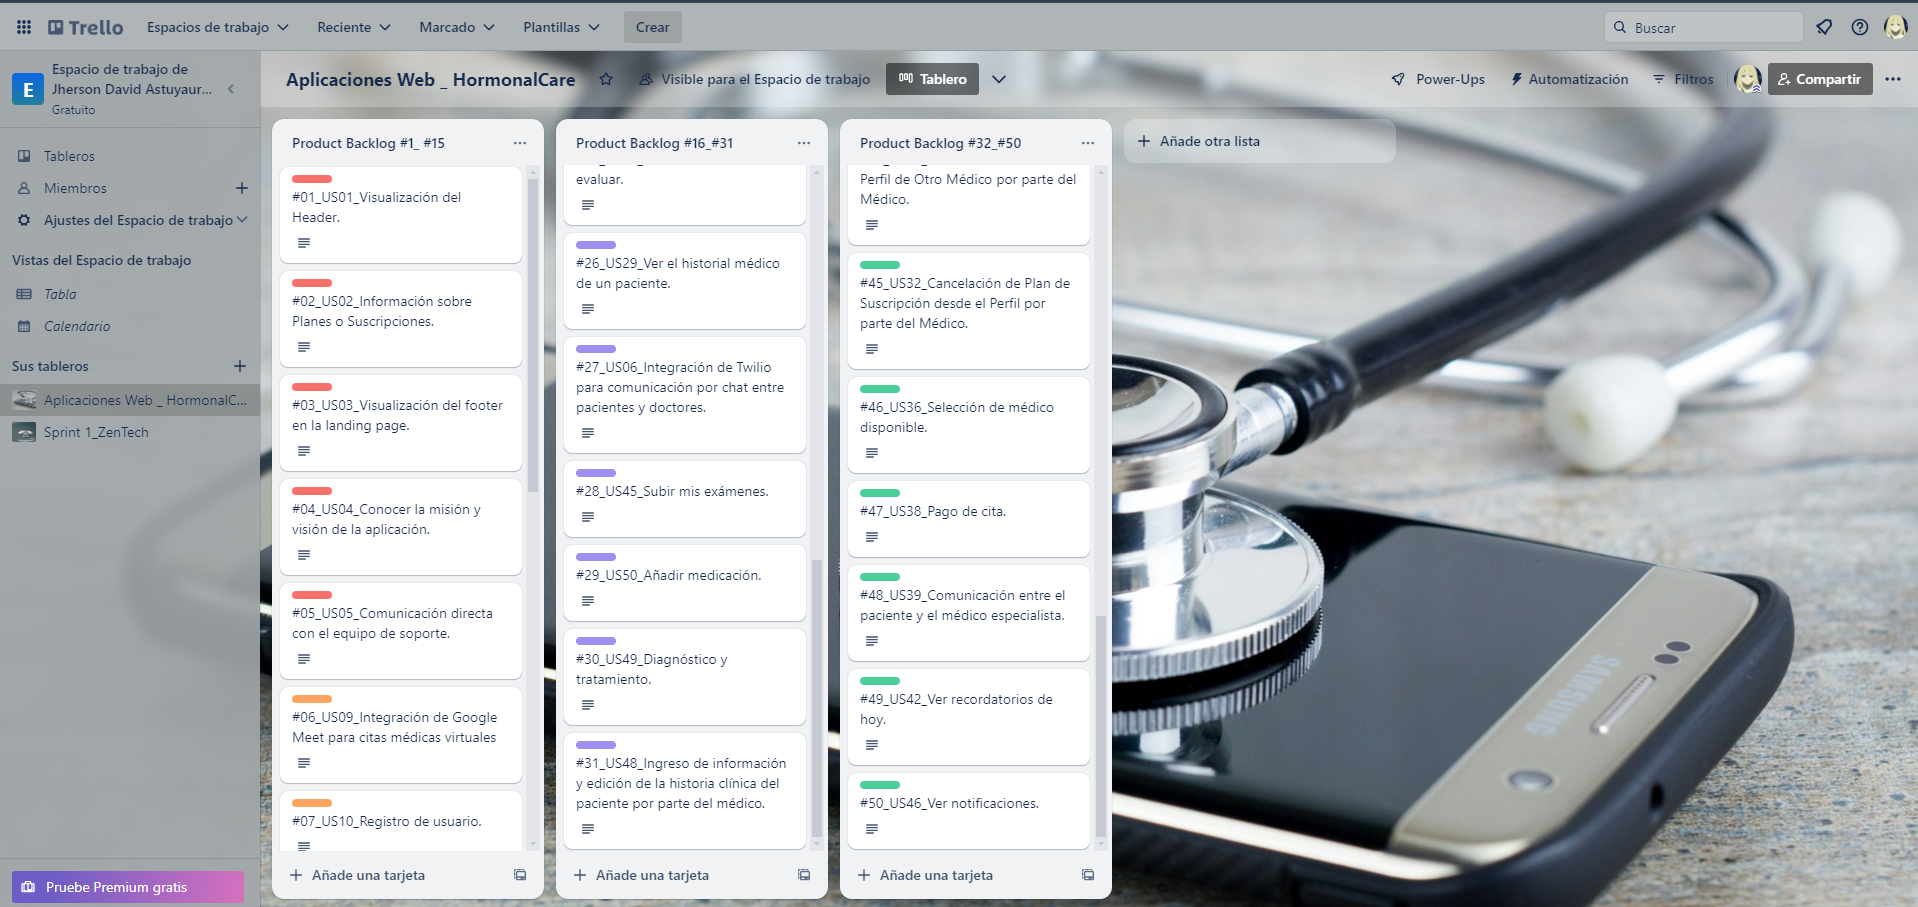 Trello
Espacios de trabajo
Reciente
Marcado
Plantillas
Crear
Buscar
E
Espacio de trabajo de
Jherson David Astuyaur...
Gratuito
Aplicaciones Web _ HormonalCare
Visible para el Espacio de trabajo
Tablero
Power-Ups
Automatización
Filtros
Compartir
Tableros
Miembros
Ajustes del Espacio de trabajo
Vistas del Espacio de trabajo
Tabla
Calendario
Sus tableros
Aplicaciones Web _ HormonalC...
Sprint 1_ZenTech
Pruebe Premium gratis
Product Backlog #1_ #15
#01_US01_Visualización del
Header.
#02_US02_Información sobre
Planes o Suscripciones.
#03_US03_Visualización del footer
en la landing page.
#04_US04_Conocer la misión y
visión de la aplicación.
#05_US05_Comunicación directa
con el equipo de soporte.
#06_US09_Integración de Google
Meet para citas médicas virtuales
#07_US10_Registro de usuario.
Añade una tarjeta
Product Backlog #16_#31
evaluar.
#26_US29_Ver el historial médico
de un paciente.
#27_US06_Integración de Twilio
para comunicación por chat entre
pacientes y doctores.
#28_US45_Subir mis exámenes.
#29_US50_Añadir medicación.
#30_US49_Diagnóstico y
tratamiento.
#31_US48_Ingreso de información
y edición de la historia clínica del
paciente por parte del médico.
Añade una tarjeta
Product Backlog #32_#50
Perfil de Otro Médico por parte del
Médico.
#45_US32_Cancelación de Plan de
Suscripción desde el Perfil por
parte del Médico.
#46_US36_Selección de médico
disponible.
#47_US38_Pago de cita.
#48_US39_Comunicación entre el
paciente y el médico especialista.
#49_US42_Ver recordatorios de
hoy.
#50_US46_Ver notificaciones.
Añade una tarjeta
Añade otra lista
SAMSUNG